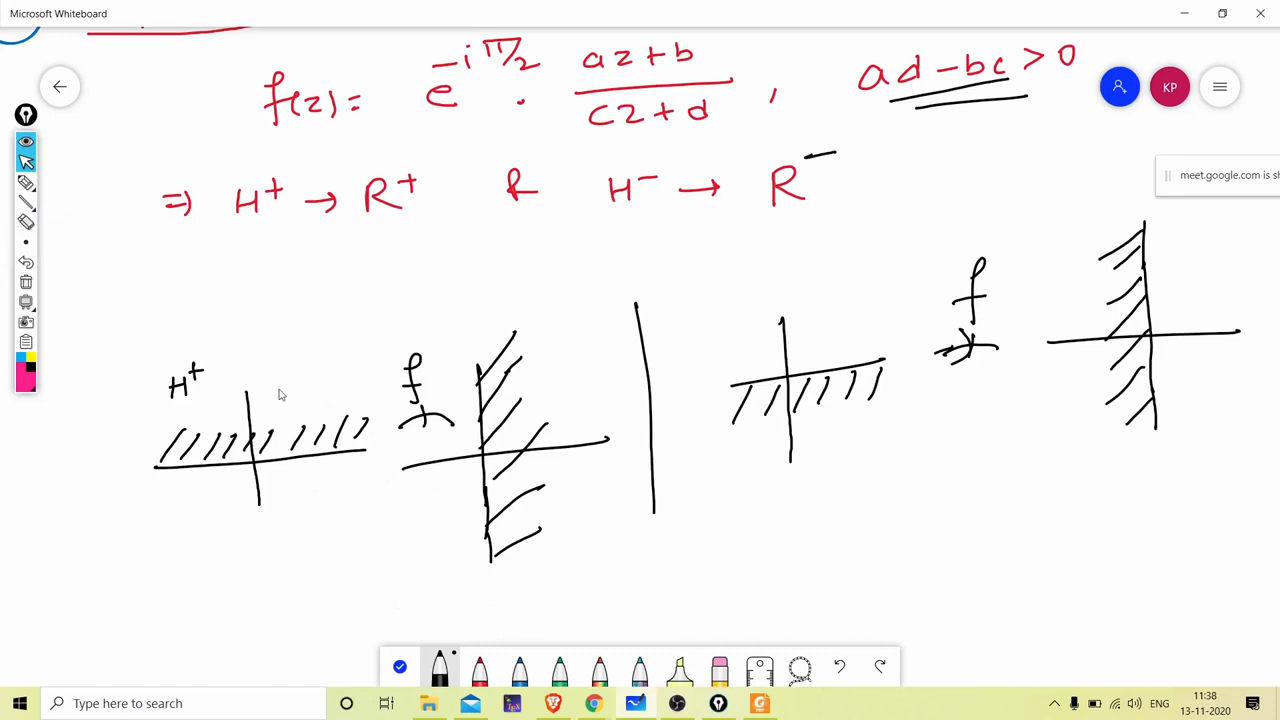 Microsoft Whiteboard
f(z) = e^{-iπ/2} · \frac{az+b}{cz+d} , ad-bc > 0
KP
⇒ H⁺ → R⁺ & H⁻ → R⁻
meet.google.com is sh
f
f
H⁺
Type here to search
ENG
11:38
13-11-2020